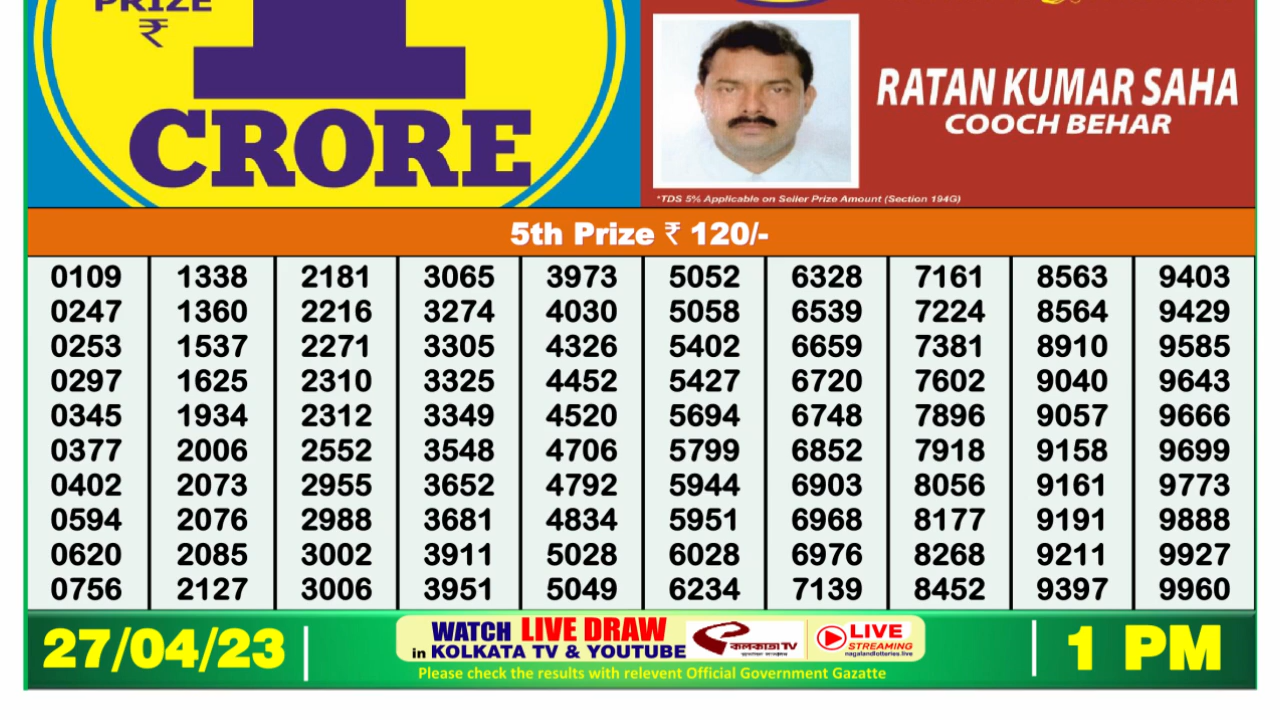 PRIZE
₹
1
CRORE
RATAN KUMAR SAHA
COOCH BEHAR
*TDS 5% Applicable on Seller Prize Amount (Section 194G)
5th Prize ₹ 120/-
0109 1338 2181 3065 3973 5052 6328 7161 8563 9403
0247 1360 2216 3274 4030 5058 6539 7224 8564 9429
0253 1537 2271 3305 4326 5402 6659 7381 8910 9585
0297 1625 2310 3325 4452 5427 6720 7602 9040 9643
0345 1934 2312 3349 4520 5694 6748 7896 9057 9666
0377 2006 2552 3548 4706 5799 6852 7918 9158 9699
0402 2073 2955 3652 4792 5944 6903 8056 9161 9773
0594 2076 2988 3681 4834 5951 6968 8177 9191 9888
0620 2085 3002 3911 5028 6028 6976 8268 9211 9927
0756 2127 3006 3951 5049 6234 7139 8452 9397 9960
27/04/23
WATCH LIVE DRAW
in KOLKATA TV & YOUTUBE
কলকাতা TV
LIVE
STREAMING
nagalandlotteries.live
Please check the results with relevent Official Government Gazatte
1 PM